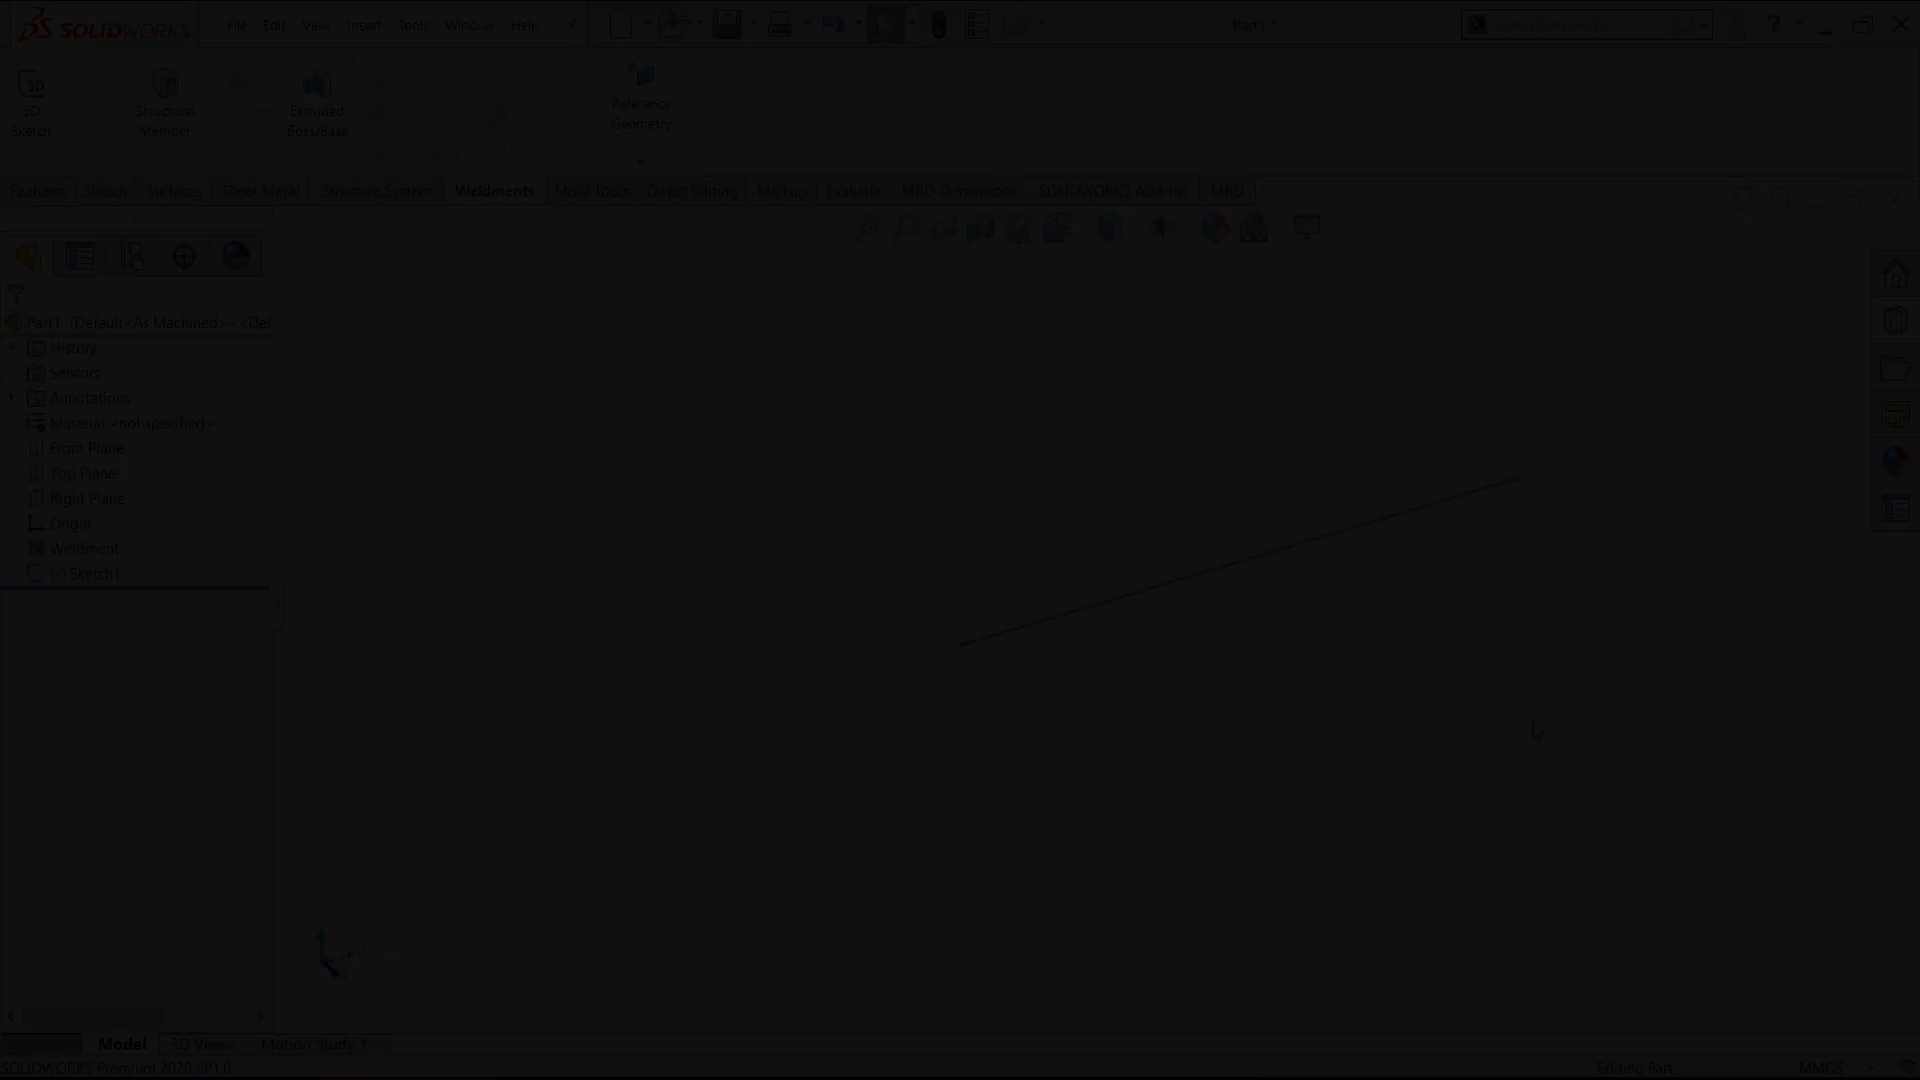 SOLIDWORKS
File Edit View Insert Tools Window Help
Part1 *
Search Commands
3D Sketch
Structural Member
Extruded Boss/Base
Reference Geometry
Features Sketch Surfaces Sheet Metal Structure System Weldments Mold Tools Direct Editing Markup Evaluate MBD Dimensions SOLIDWORKS Add-Ins MBD
Part1 (Default<As Machined><<Def
History
Sensors
Annotations
Material <not specified>
Front Plane
Top Plane
Right Plane
Origin
Weldment
(-) Sketch1
Model 3D Views Motion Study 1
SOLIDWORKS Premium 2020 SP1.0
Editing Part
MMGS